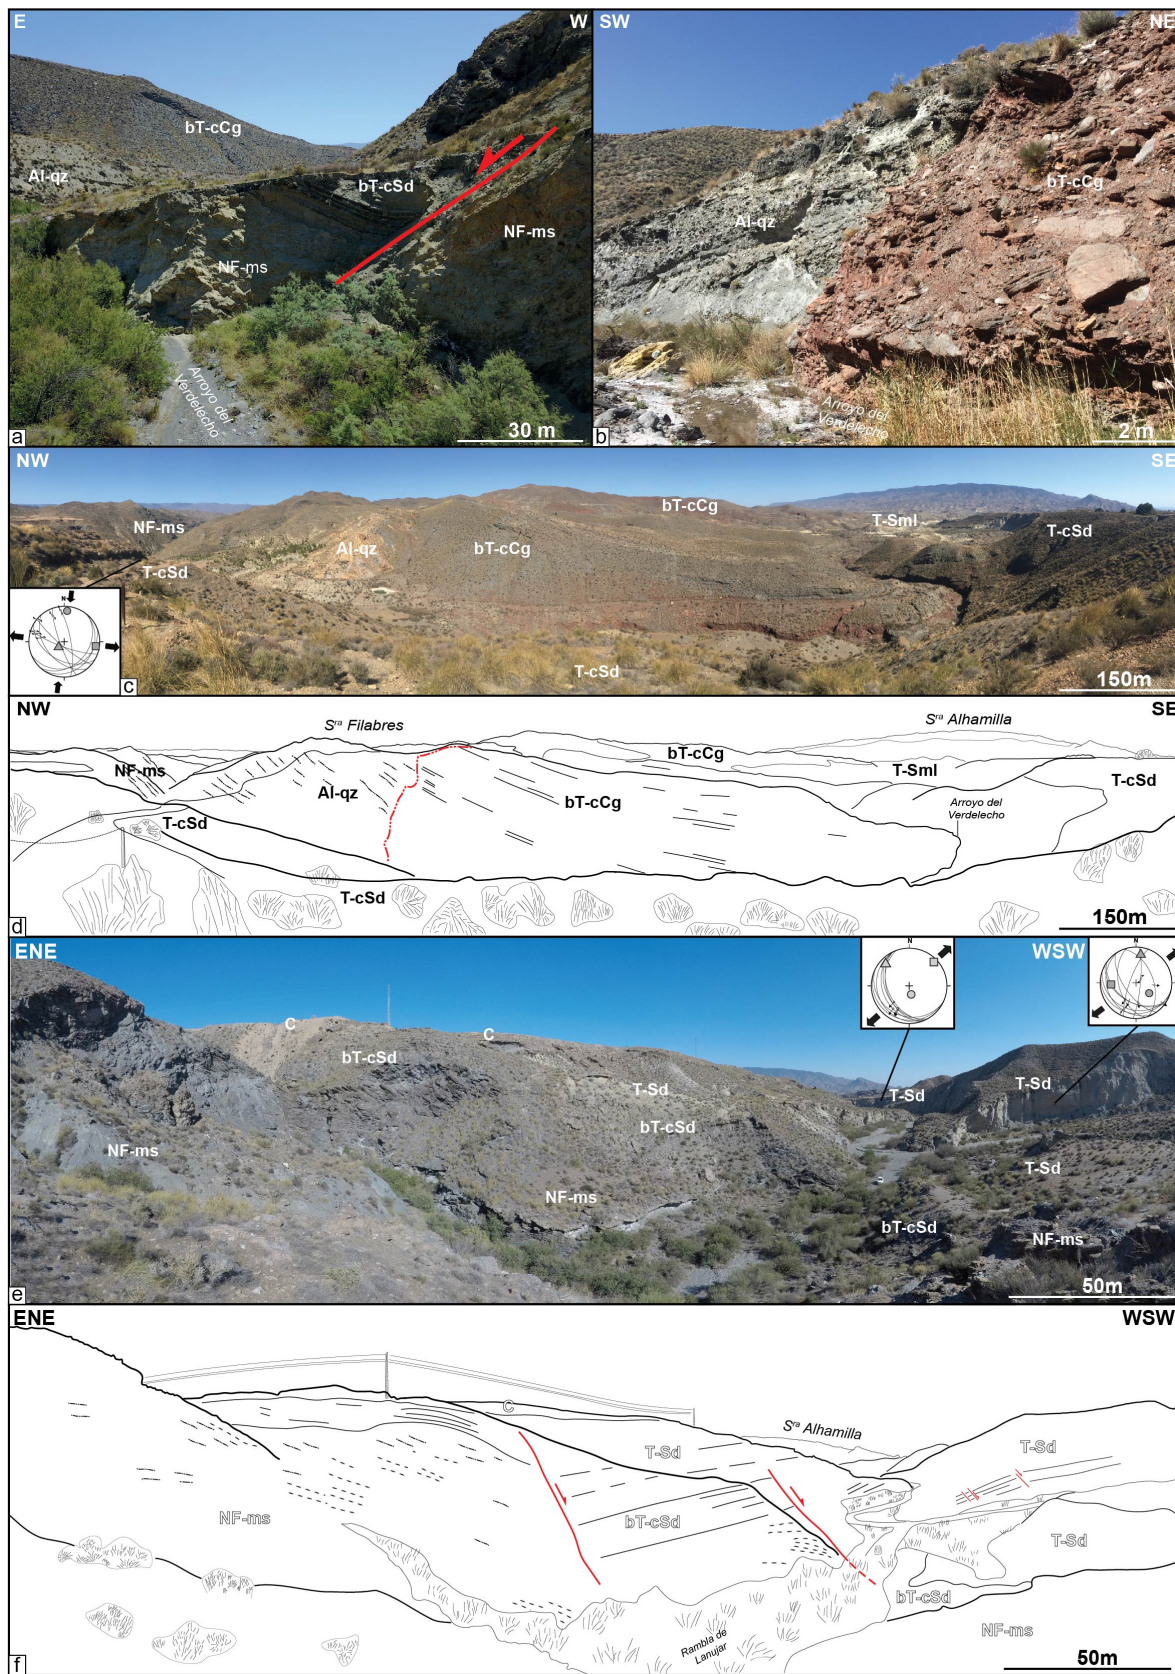 E W
bT-cCg
Al-qz
bT-cSd
NF-ms
NF-ms
Arroyo del
Verdelecho
30 m
a
SW NE
bT-cCg
Al-qz
Arroyo del
Verdelecho
2 m
b
NW SE
bT-cCg
NF-ms
T-Sml
T-cSd
Al-qz
bT-cCg
T-cSd
N
T-cSd
150m
c
NW SE
Sra Filabres
Sra Alhamilla
bT-cCg
NF-ms
T-Sml
Al-qz
bT-cCg
T-cSd
Arroyo del
Verdelecho
T-cSd
T-cSd
150m
d
ENE WSW
N
N
C
C
bT-cSd
T-Sd
T-Sd
T-Sd
bT-cSd
NF-ms
T-Sd
NF-ms
bT-cSd
NF-ms
50m
e
ENE WSW
C
Sra Alhamilla
T-Sd
T-Sd
NF-ms
bT-cSd
T-Sd
bT-cSd
NF-ms
Rambla de
Lanujar
50m
f